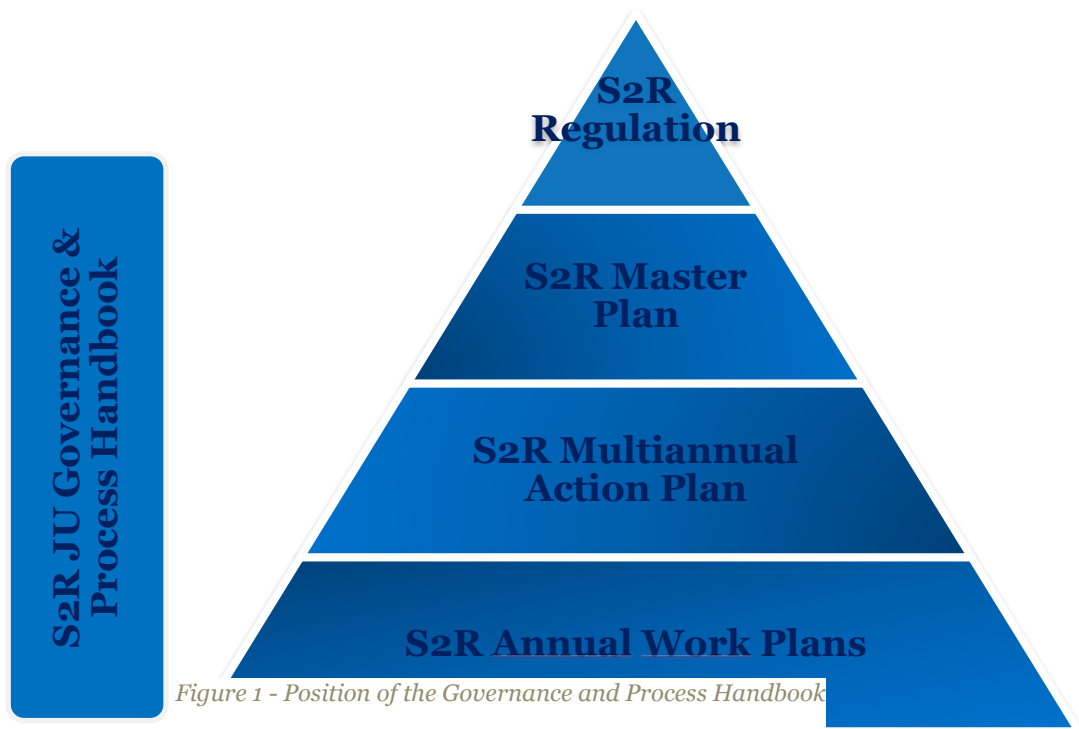 S2R
Regulation
S2R Master
Plan
S2R Multiannual
Action Plan
S2R Annual Work Plans
S2R JU Governance &
Process Handbook
Figure 1 - Position of the Governance and Process Handbook